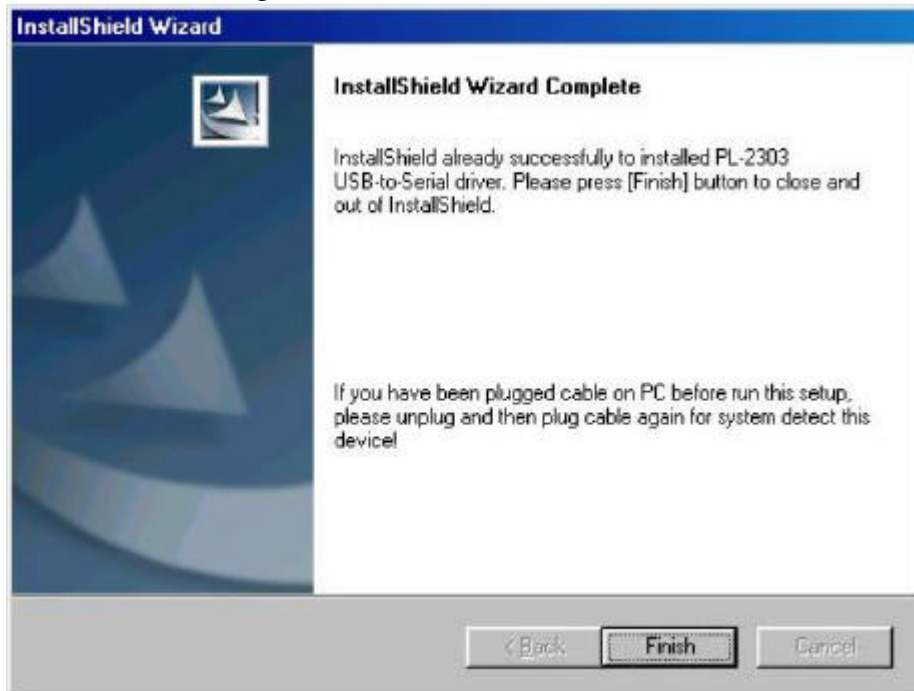 InstallShield Wizard
InstallShield Wizard Complete
InstallShield already successfully to installed PL-2303
USB-to-Serial driver. Please press [Finish] button to close and
out of InstallShield.
If you have been plugged cable on PC before run this setup,
please unplug and then plug cable again for system detect this
device!
< Back Finish Cancel